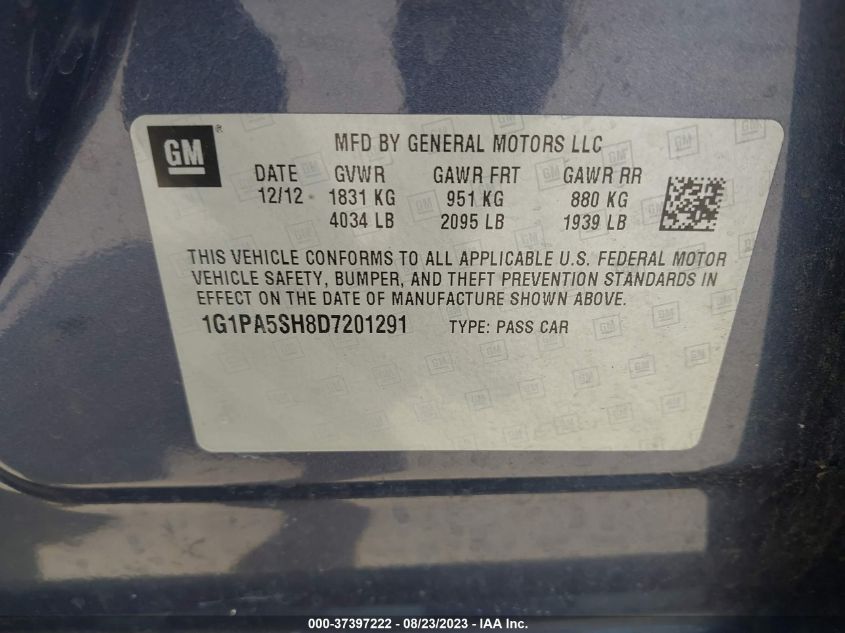 GM®
MFD BY GENERAL MOTORS LLC
DATE GVWR GAWR FRT GAWR RR
12/12 1831 KG 951 KG 880 KG
4034 LB 2095 LB 1939 LB
THIS VEHICLE CONFORMS TO ALL APPLICABLE U.S. FEDERAL MOTOR
VEHICLE SAFETY, BUMPER, AND THEFT PREVENTION STANDARDS IN
EFFECT ON THE DATE OF MANUFACTURE SHOWN ABOVE.
1G1PA5SH8D7201291 TYPE: PASS CAR
000-37397222 - 08/23/2023 - IAA Inc.